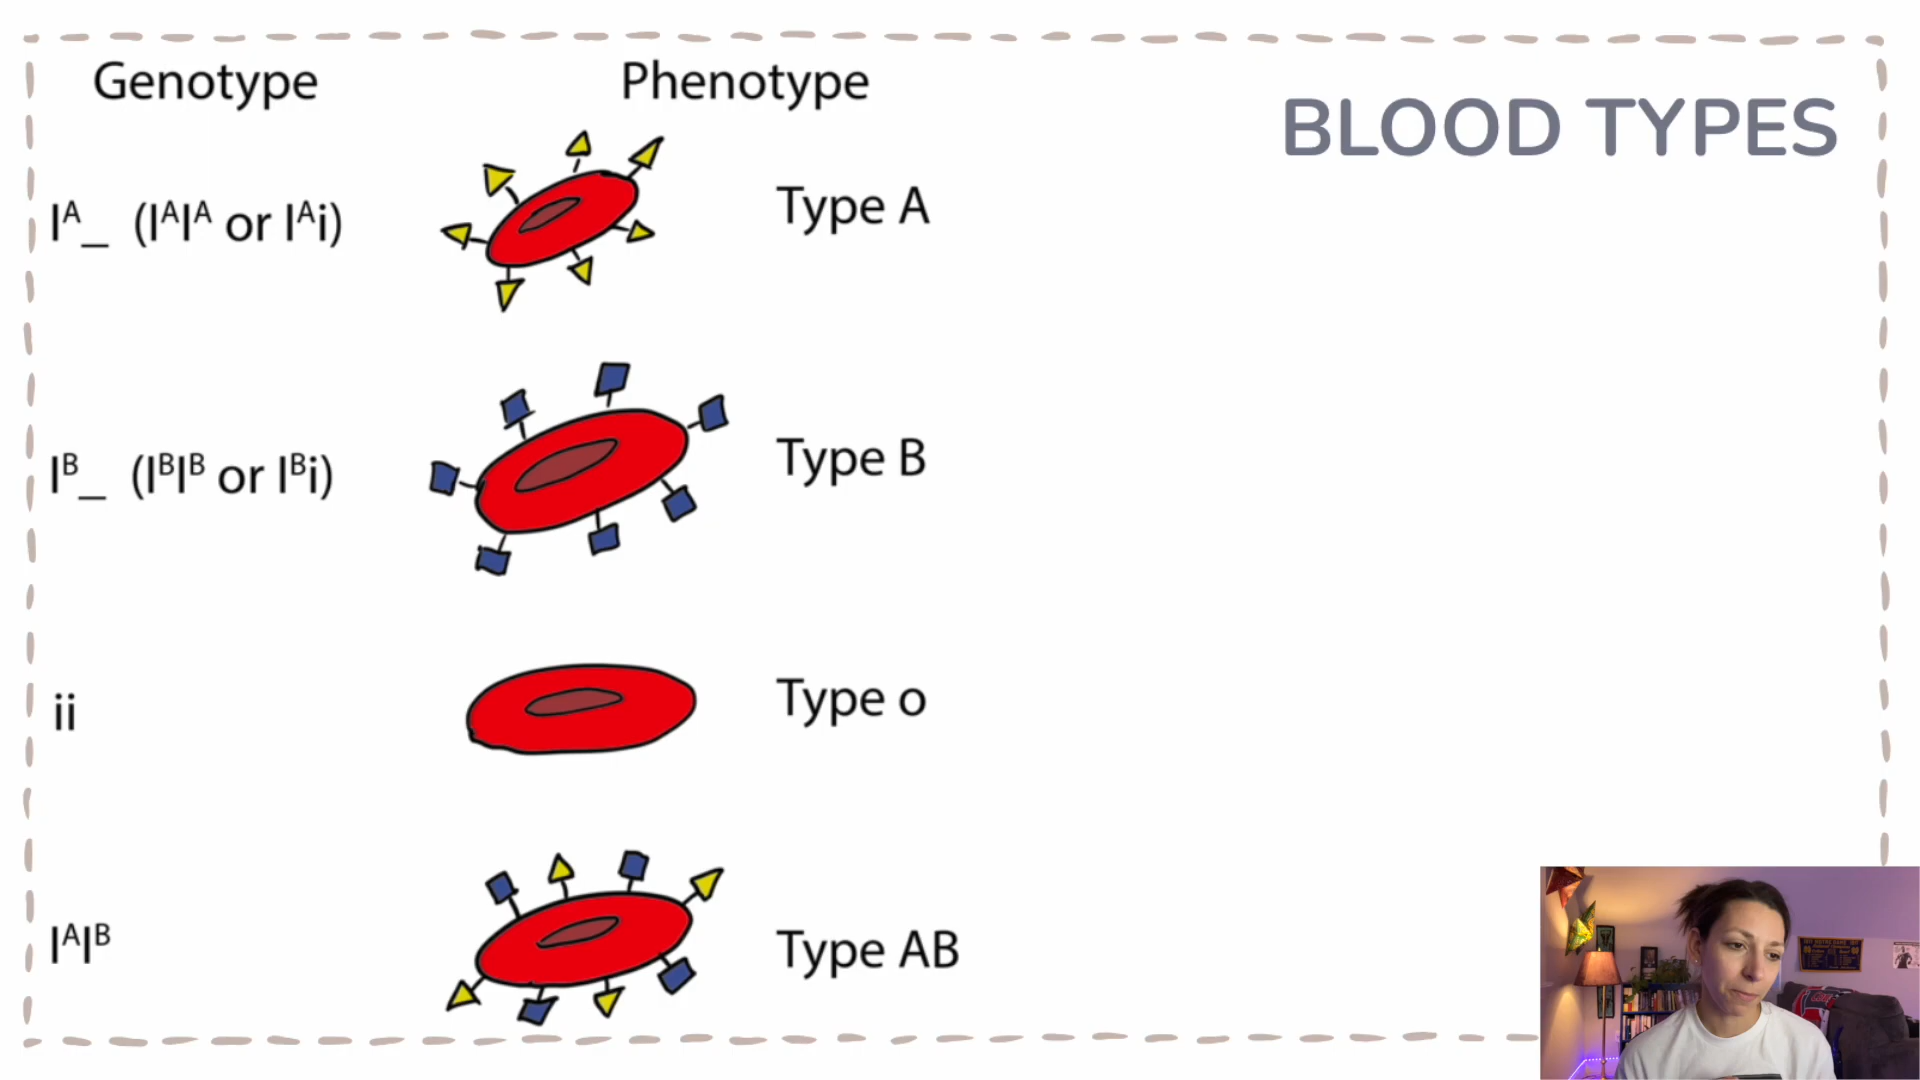 Genotype Phenotype
BLOOD TYPES
Iᴬ_ (IᴬIᴬ or Iᴬi) Type A
Iᴮ_ (IᴮIᴮ or Iᴮi) Type B
ii Type o
IᴬIᴮ Type AB